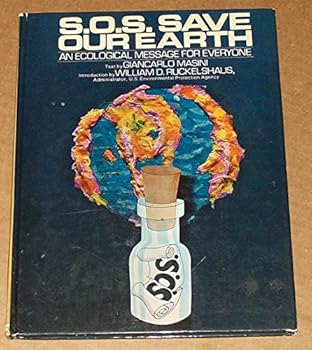 S.O.S. SAVE
OUR EARTH
AN ECOLOGICAL MESSAGE FOR EVERYONE
Text by GIANCARLO MASINI
Introduction by WILLIAM D. RUCKELSHAUS,
Administrator, U.S. Environmental Protection Agency
SOS